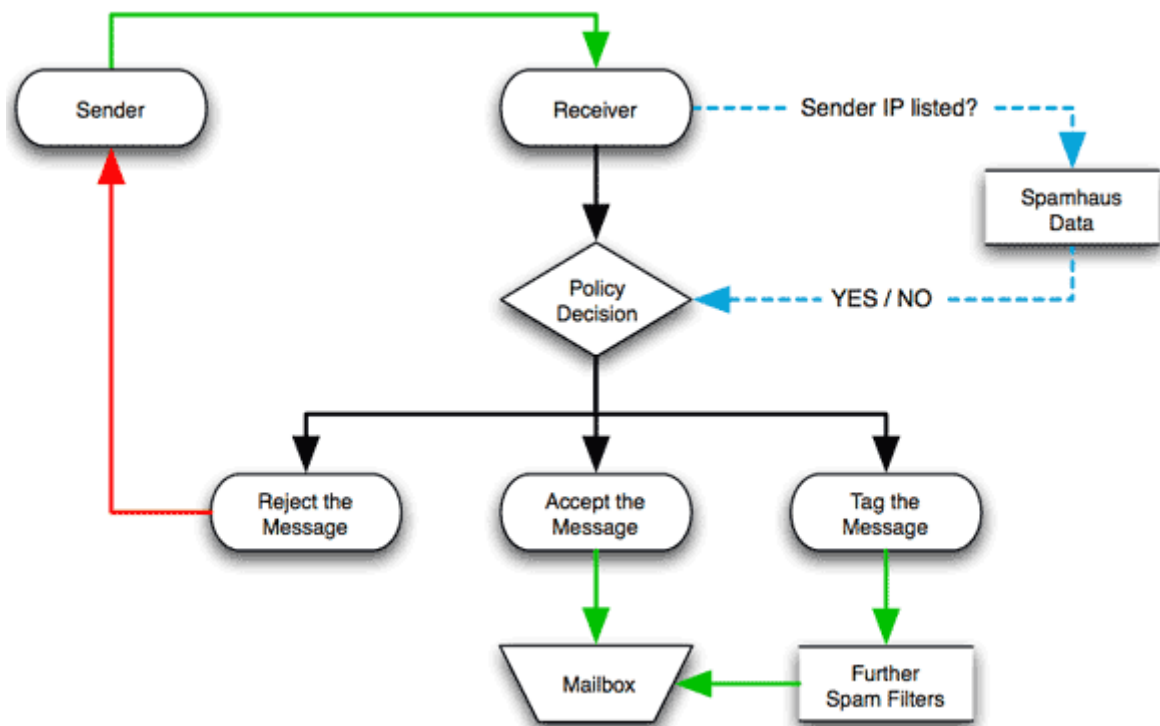 Sender
Receiver
Sender IP listed?
Spamhaus
Data
Policy
Decision
YES / NO
Reject the
Message
Accept the
Message
Tag the
Message
Mailbox
Further
Spam Filters